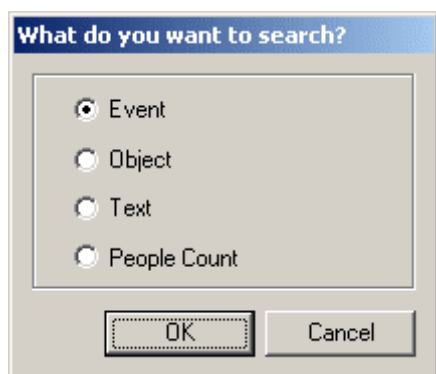 What do you want to search?
Event
Object
Text
People Count
OK
Cancel